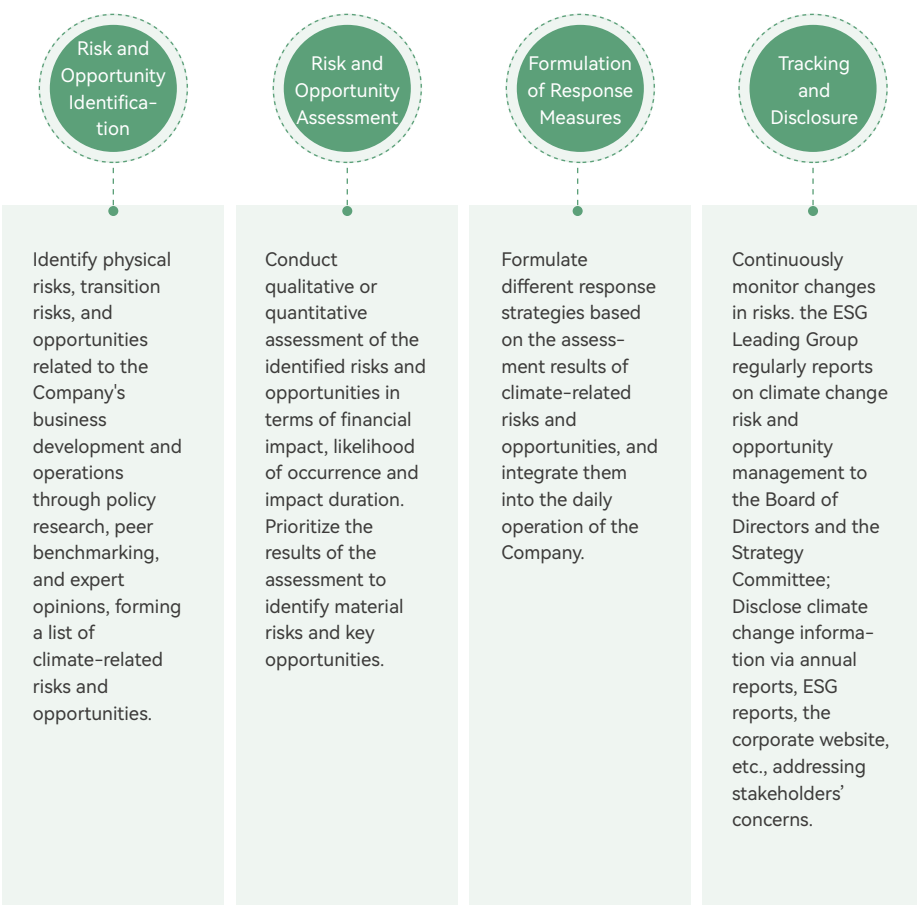 Risk and
Opportunity
Identifica-
tion
Identify physical
risks, transition
risks, and
opportunities
related to the
Company's
business
development and
operations
through policy
research, peer
benchmarking,
and expert
opinions, forming
a list of
climate-related
risks and
opportunities.
Risk and
Opportunity
Assessment
Conduct
qualitative or
quantitative
assessment of the
identified risks and
opportunities in
terms of financial
impact, likelihood
of occurrence and
impact duration.
Prioritize the
results of the
assessment to
identify material
risks and key
opportunities.
Formulation
of Response
Measures
Formulate
different response
strategies based
on the assess-
ment results of
climate-related
risks and
opportunities, and
integrate them
into the daily
operation of the
Company.
Tracking
and
Disclosure
Continuously
monitor changes
in risks. the ESG
Leading Group
regularly reports
on climate change
risk and
opportunity
management to
the Board of
Directors and the
Strategy
Committee;
Disclose climate
change informa-
tion via annual
reports, ESG
reports, the
corporate website,
etc., addressing
stakeholders’
concerns.